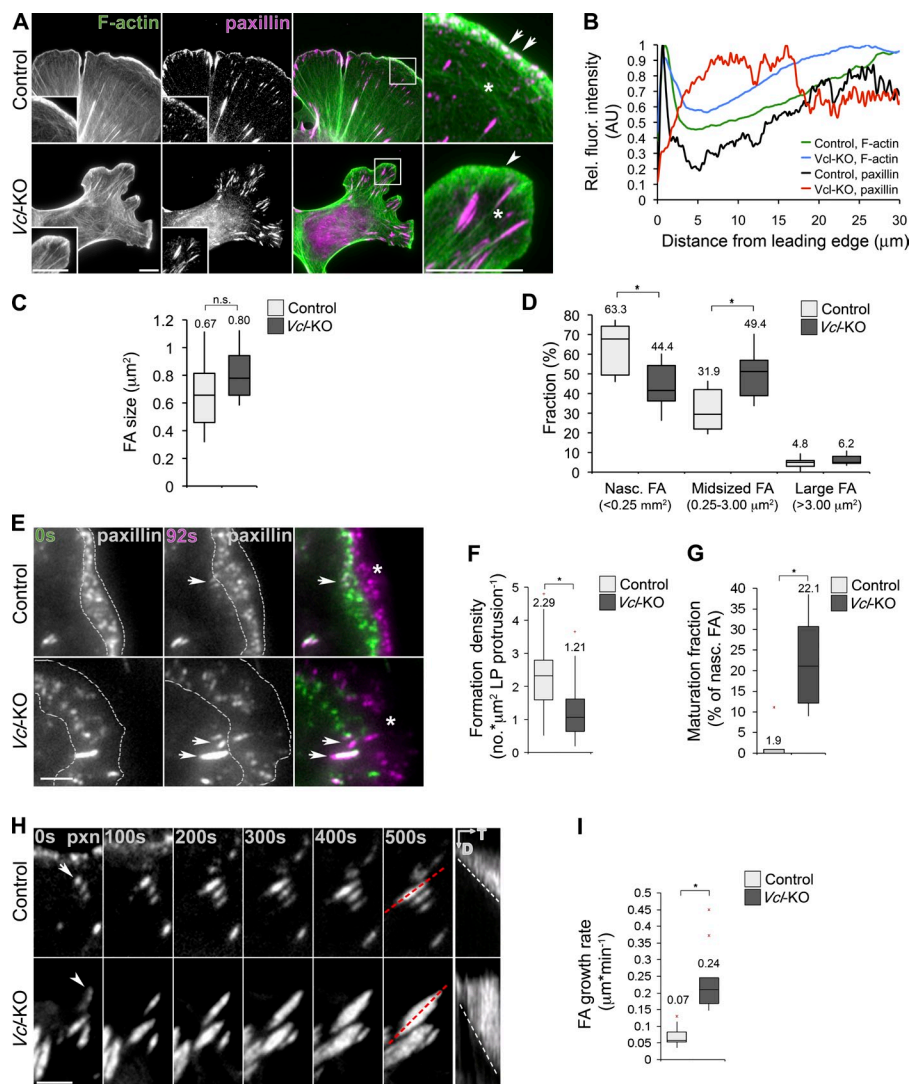 A
F-actin
paxillin
Control
Vcl-KO
B
Rel. fluor. intensity (AU)
1
0.9
0.8
0.7
0.6
0.5
0.4
0.3
0.2
0.1
0
Control, F-actin
Vcl-KO, F-actin
Control, paxillin
Vcl-KO, paxillin
0 5 10 15 20 25 30
Distance from leading edge (μm)
C
n.s.
Control
Vcl-KO
0.67 0.80
FA size (μm²)
1.2
1
0.8
0.6
0.4
0.2
0
D
* *
Control
Vcl-KO
63.3 44.4 31.9 49.4 4.8 6.2
Fraction (%)
80
70
60
50
40
30
20
10
0
Nasc. FA Midsized FA Large FA
(<0.25 mm²) (0.25-3.00 μm²) (>3.00 μm²)
E
0s paxillin 92s paxillin
Control
*
Vcl-KO
*
F
*
Control
Vcl-KO
2.29 1.21
Formation density
(no.*μm² LP protrusion⁻¹)
5
4
3
2
1
0
G
*
Control
Vcl-KO
22.1
1.9
Maturation fraction
(% of nasc. FA)
45
40
35
30
25
20
15
10
5
0
H
0s pxn 100s 200s 300s 400s 500s T
D
Control
Vcl-KO
I
*
Control
Vcl-KO
0.07 0.24
FA growth rate
(μm*min⁻¹)
0.5
0.45
0.4
0.35
0.3
0.25
0.2
0.15
0.1
0.05
0